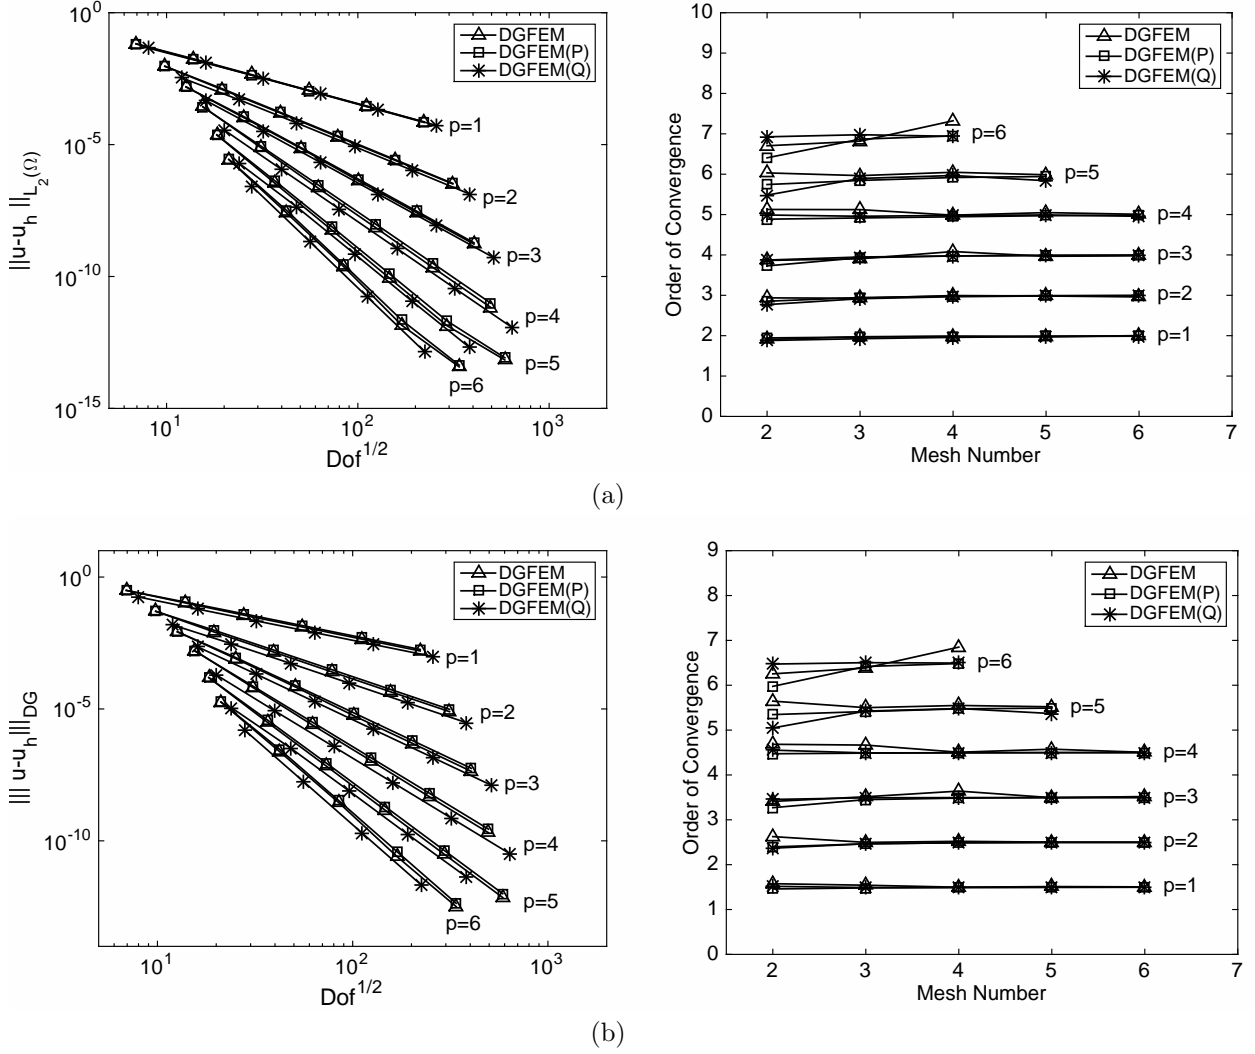 10^0
10^-5
10^-10
10^-15
||u-u_h ||_{L_2(Ω)}
10^1
10^2
10^3
Dof^{1/2}
DGFEM
DGFEM(P)
DGFEM(Q)
p=1
p=2
p=3
p=4
p=5
p=6
10
9
8
7
6
5
4
3
2
1
0
Order of Convergence
2
3
4
5
6
7
Mesh Number
DGFEM
DGFEM(P)
DGFEM(Q)
p=6
p=5
p=4
p=3
p=2
p=1
(a)
10^0
10^-5
10^-10
||| u-u_h|||_{DG}
10^1
10^2
10^3
Dof^{1/2}
DGFEM
DGFEM(P)
DGFEM(Q)
p=1
p=2
p=3
p=4
p=5
p=6
9
8
7
6
5
4
3
2
1
0
Order of Convergence
2
3
4
5
6
7
Mesh Number
DGFEM
DGFEM(P)
DGFEM(Q)
p=6
p=5
p=4
p=3
p=2
p=1
(b)